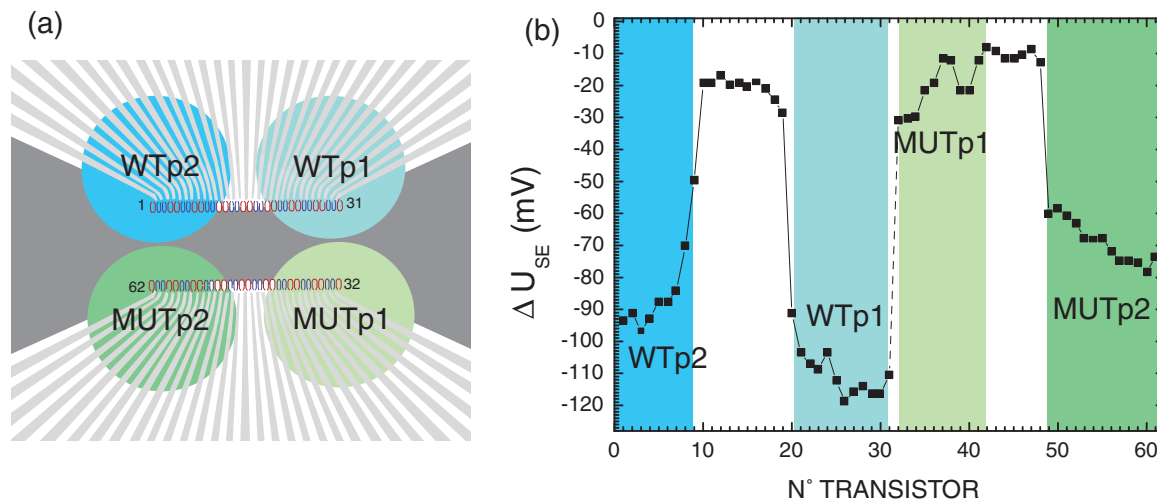 (a)
WTp2
WTp1
1
31
62
32
MUTp2
MUTp1
(b)
0
-10
-20
-30
-40
-50
-60
-70
-80
-90
-100
-110
-120
Δ U_SE (mV)
WTp2
WTp1
MUTp1
MUTp2
0 10 20 30 40 50 60
N° TRANSISTOR